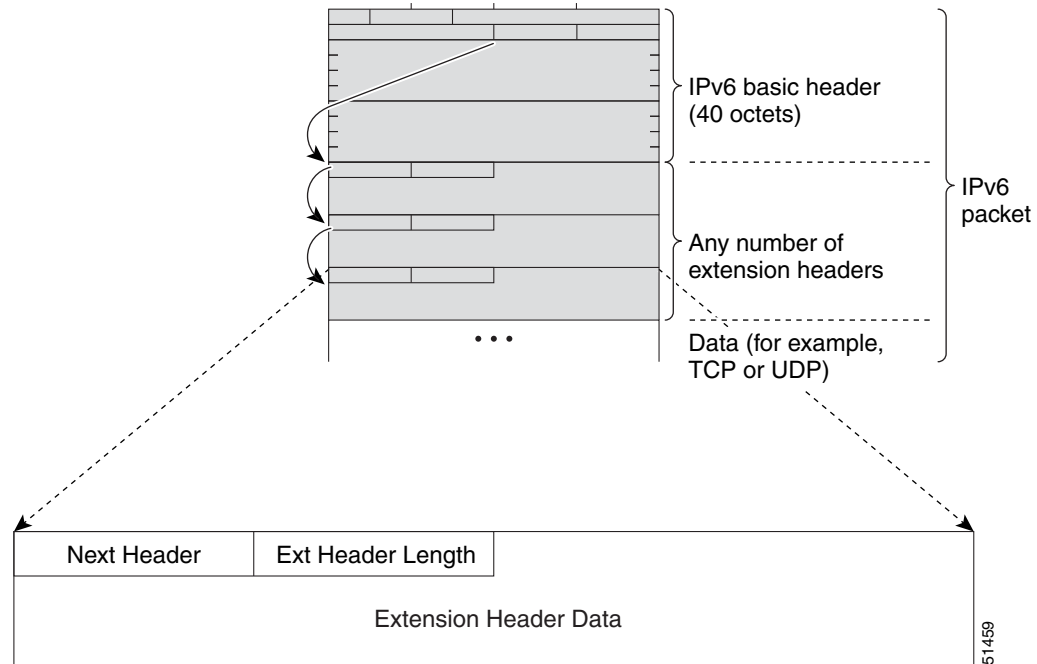 IPv6 basic header
(40 octets)
IPv6
packet
Any number of
extension headers
• • •
Data (for example,
TCP or UDP)
Next Header
Ext Header Length
Extension Header Data
51459